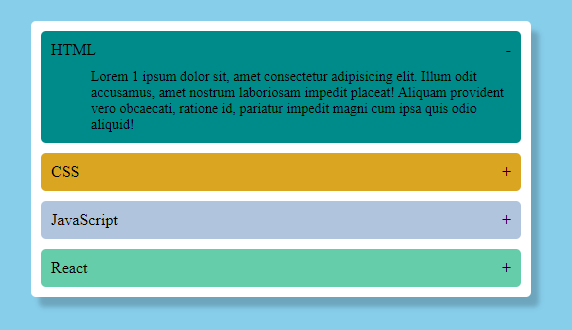 HTML -
Lorem 1 ipsum dolor sit, amet consectetur adipisicing elit. Illum odit
accusamus, amet nostrum laboriosam impedit placeat! Aliquam provident
vero obcaecati, ratione id, pariatur impedit magni cum ipsa quis odio
aliquid!
CSS +
JavaScript +
React +